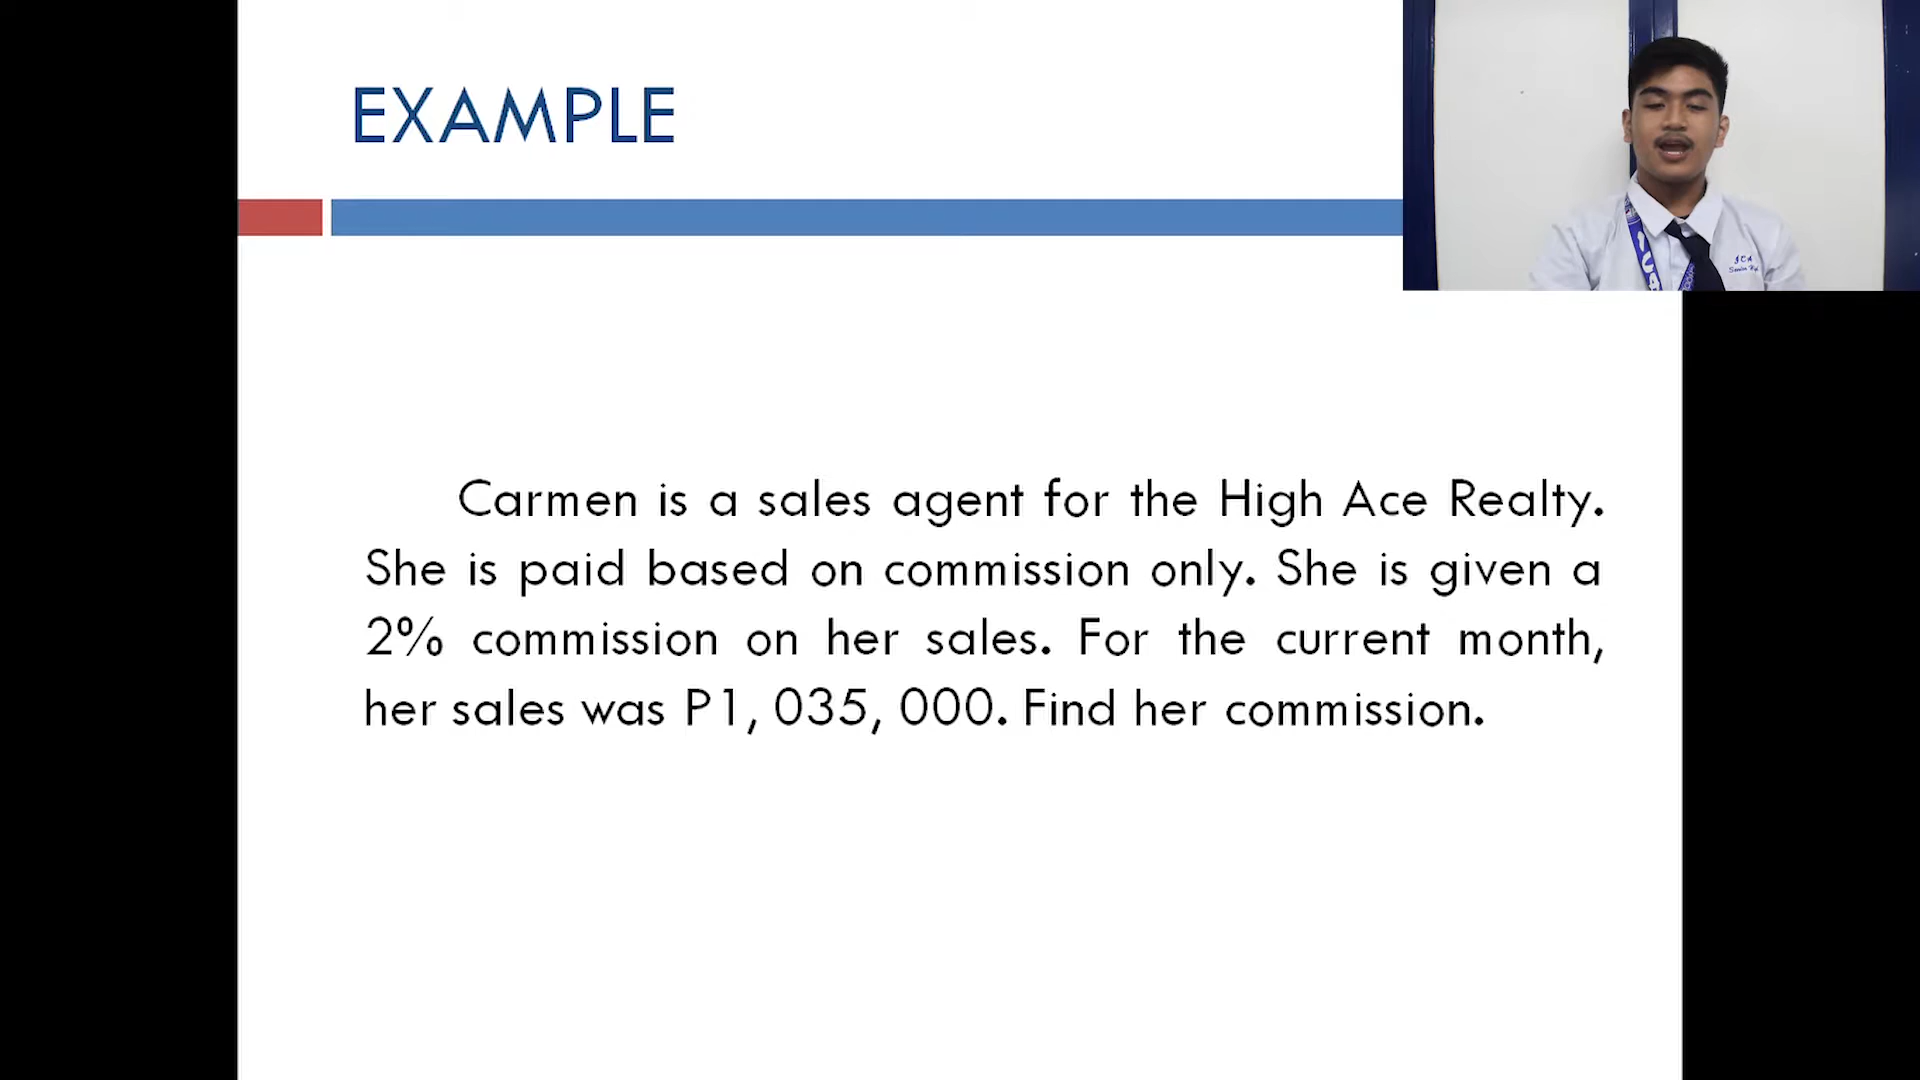 EXAMPLE
Carmen is a sales agent for the High Ace Realty.
She is paid based on commission only. She is given a
2% commission on her sales. For the current month,
her sales was P1, 035, 000. Find her commission.